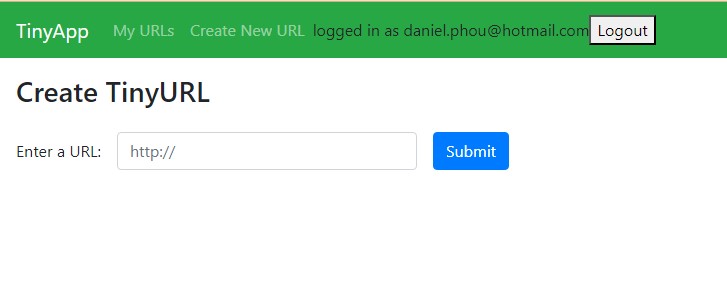 TinyApp My URLs Create New URL logged in as daniel.phou@hotmail.com Logout
Create TinyURL
Enter a URL: http:// Submit